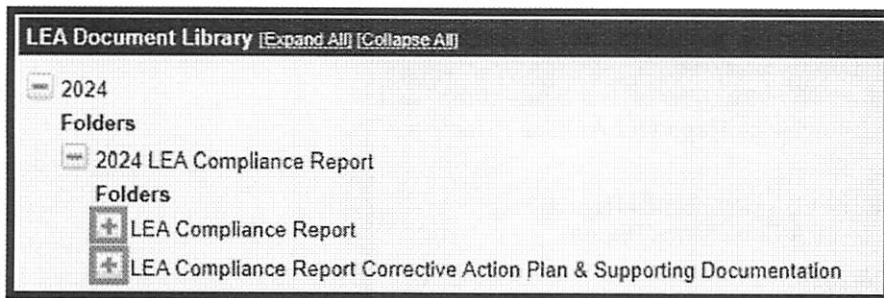 LEA Document Library [Expand All] [Collapse All]
2024
Folders
2024 LEA Compliance Report
Folders
LEA Compliance Report
LEA Compliance Report Corrective Action Plan & Supporting Documentation